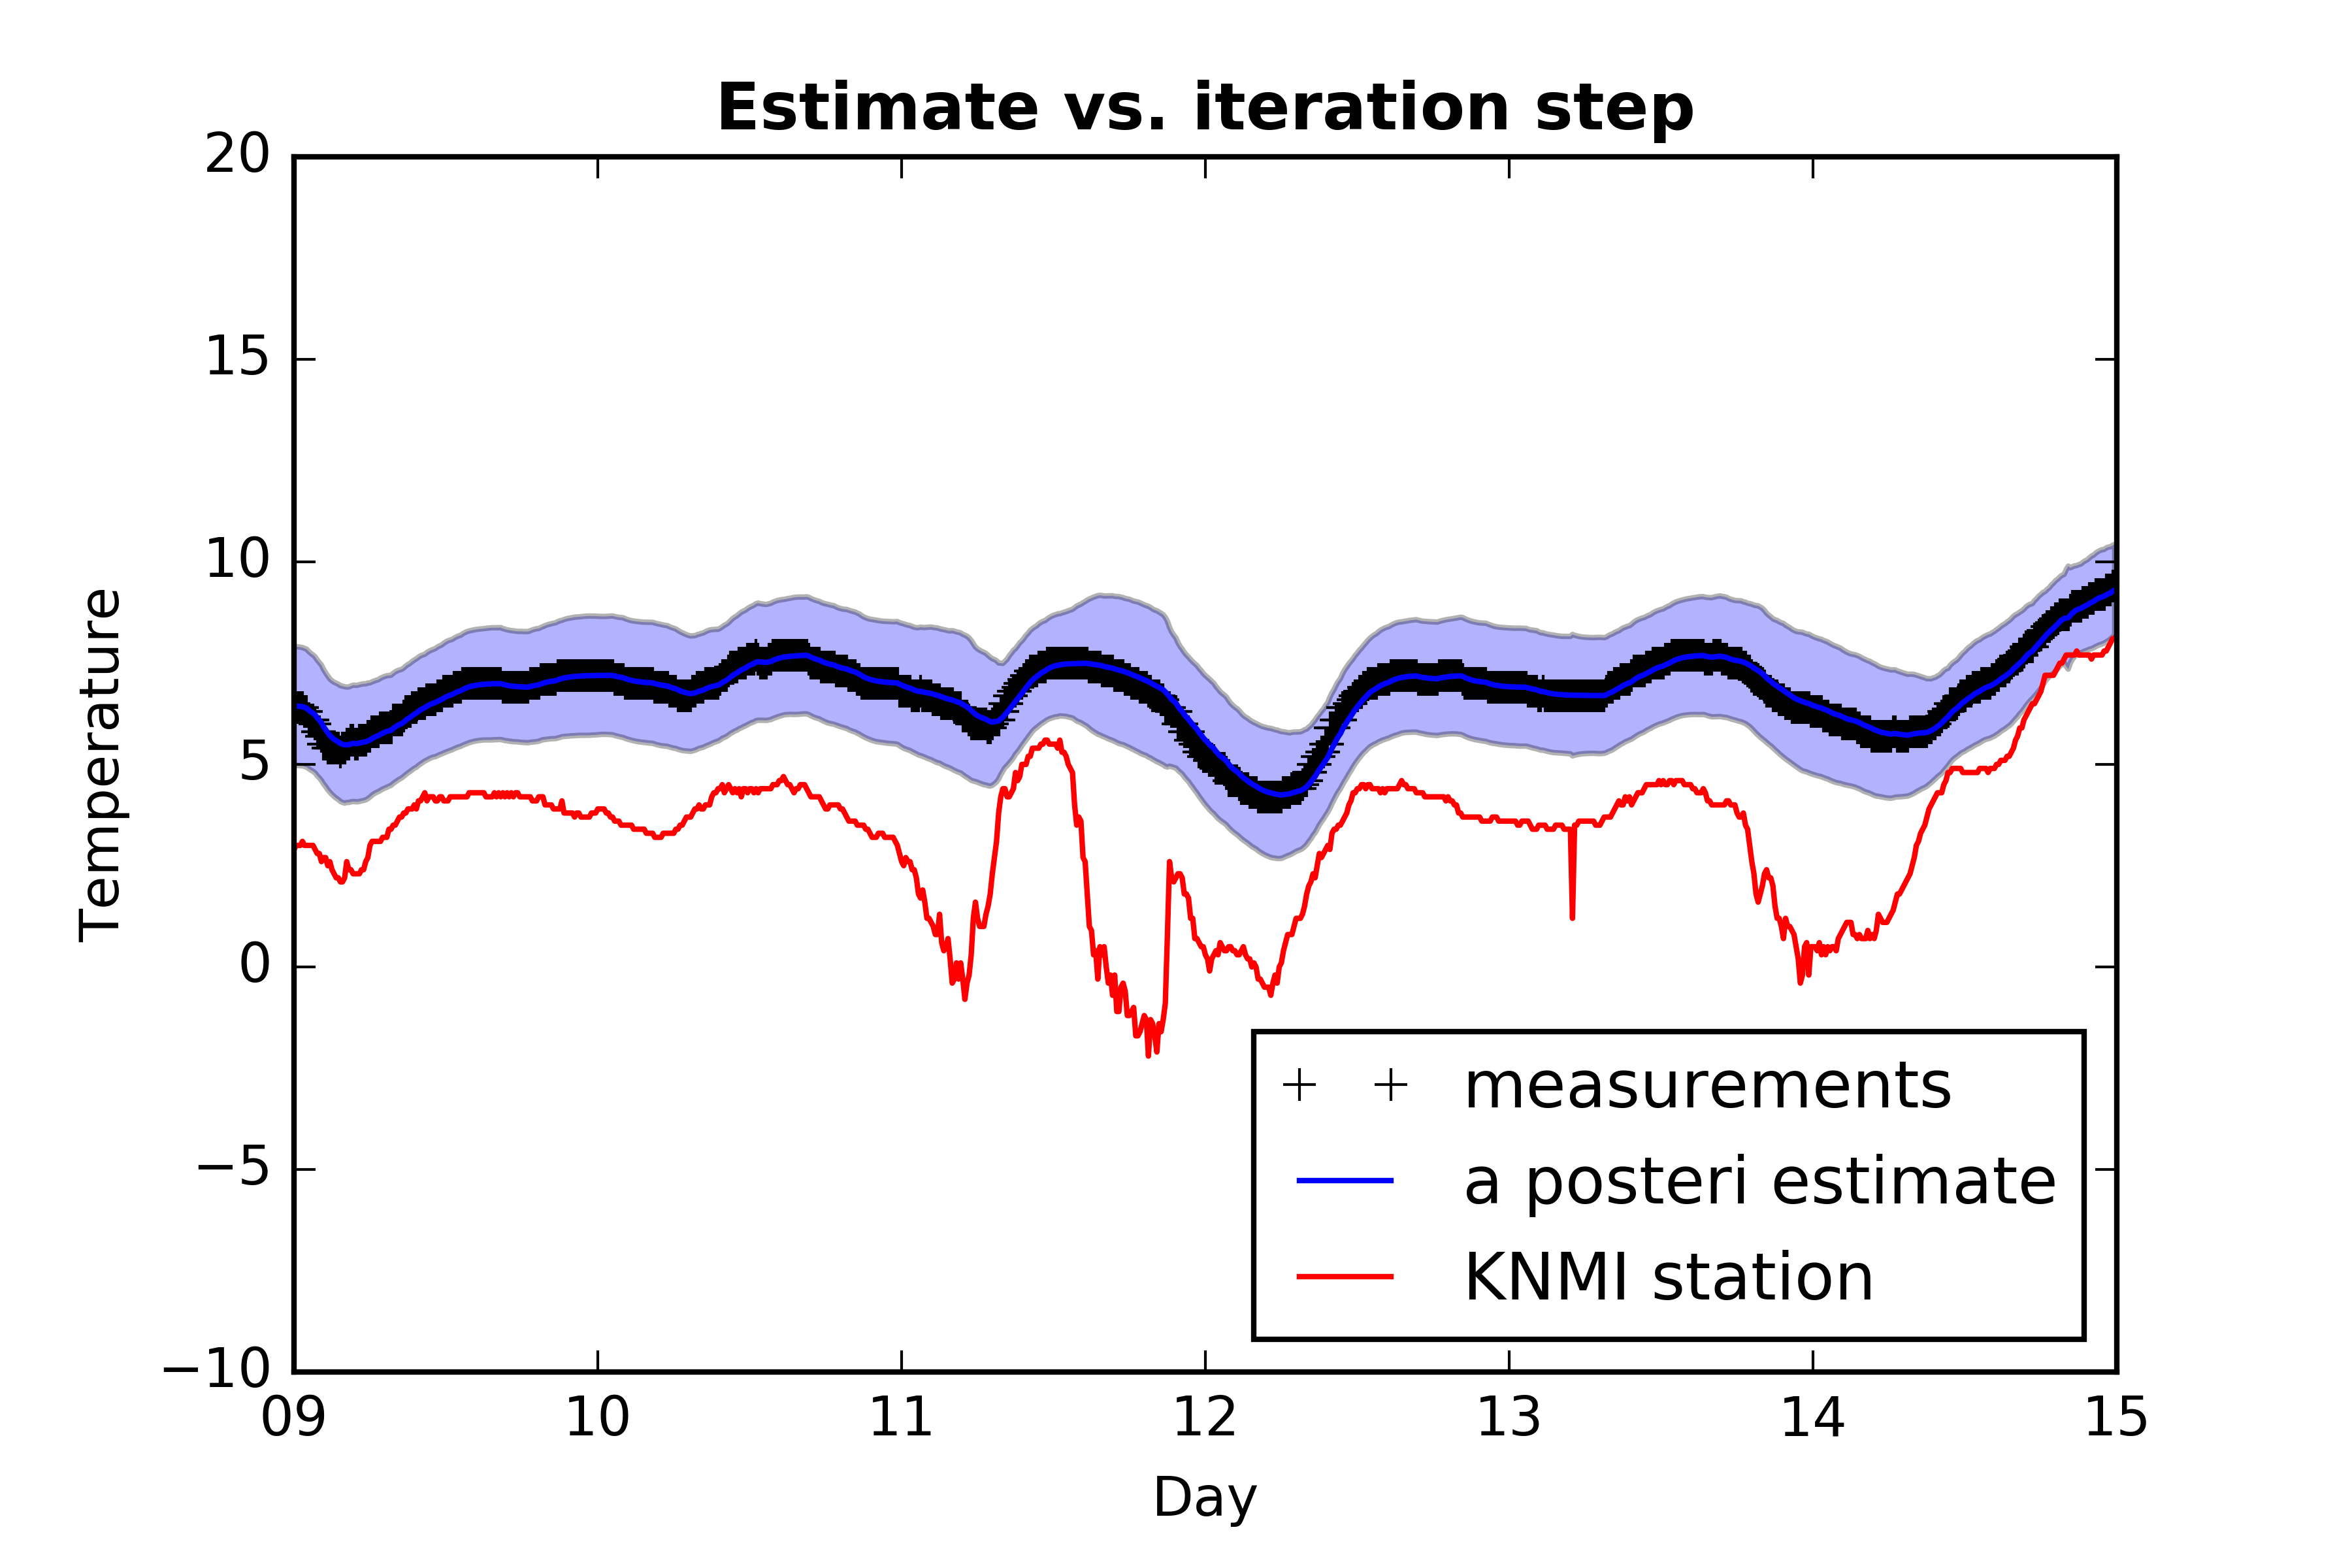 Estimate vs. iteration step
20
15
10
5
0
−5
−10
Temperature
measurements
a posteri estimate
KNMI station
09 10 11 12 13 14 15
Day